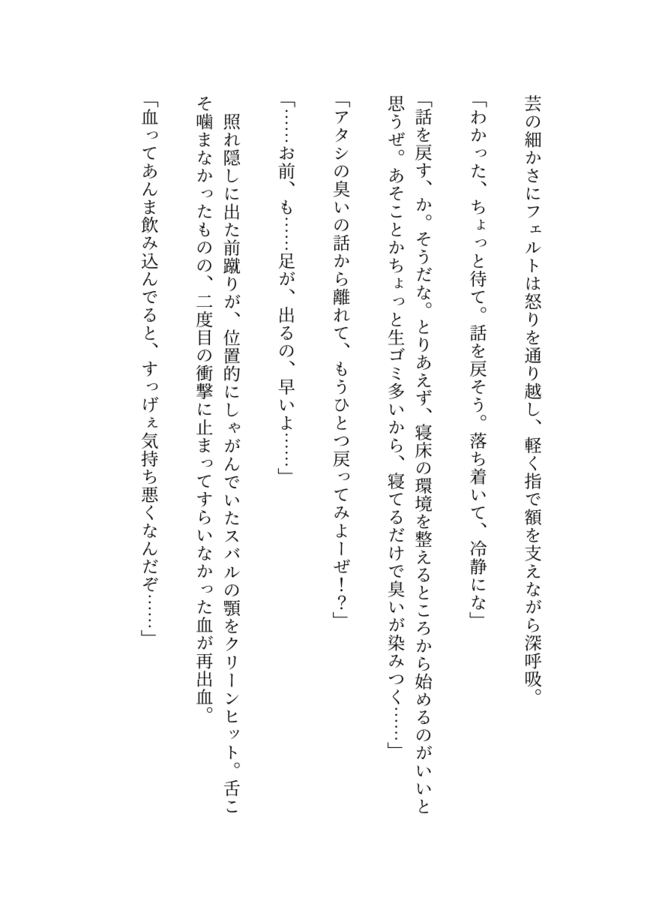 芸の細かさにフェルトは怒りを通り越し、軽く指で額を支えながら深呼吸。
「わかった、ちょっと待て。話を戻そう。落ち着いて、冷静にな」
「話を戻す、か。そうだな。とりあえず、寝床の環境を整えるところから始めるのがいいと
思うぜ。あそことかちょっと生ゴミ多いから、寝てるだけで臭いが染みつく……」
「アタシの臭いの話から離れて、もうひとつ戻ってみよーぜ！？」
「……お前、も……足が、出るの、早いよ……」
照れ隠しに出た前蹴りが、位置的にしゃがんでいたスバルの顎をクリーンヒット。舌こ
そ噛まなかったものの、二度目の衝撃に止まってすらいなかった血が再出血。
「血ってあんま飲み込んでると、すっげぇ気持ち悪くなんだぞ……」